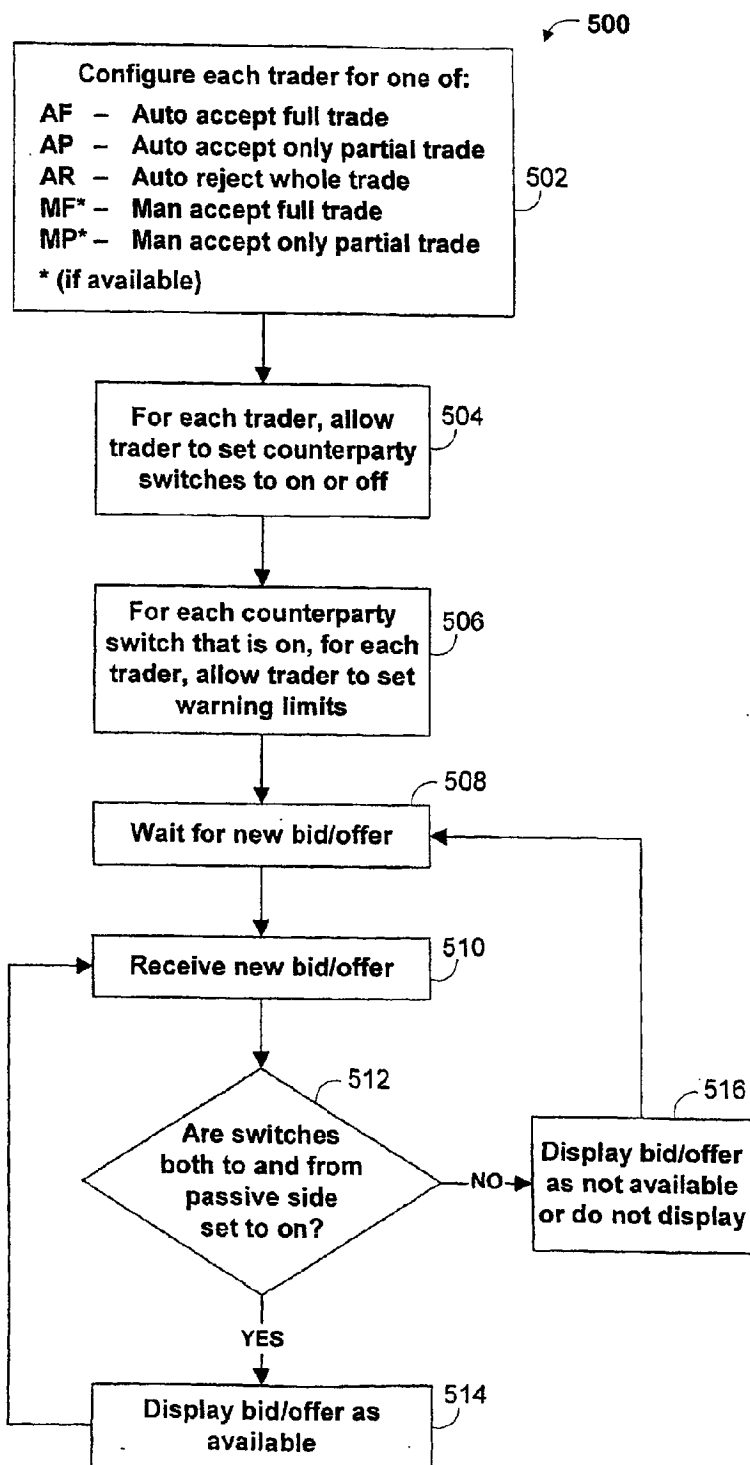 500
Configure each trader for one of:
AF – Auto accept full trade
AP – Auto accept only partial trade
AR – Auto reject whole trade
MF* – Man accept full trade
MP* – Man accept only partial trade
* (if available)
502
For each trader, allow
trader to set counterparty
switches to on or off
504
For each counterparty
switch that is on, for each
trader, allow trader to set
warning limits
506
508
Wait for new bid/offer
Receive new bid/offer
510
512
Are switches
both to and from
passive side
set to on?
NO
516
Display bid/offer
as not available
or do not display
YES
Display bid/offer as
available
514